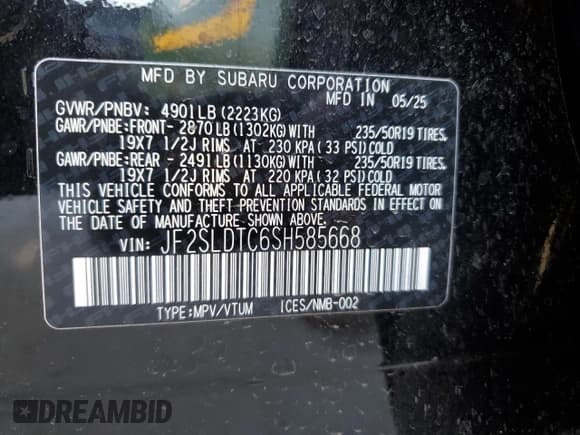 MFD BY SUBARU CORPORATION
MFD IN 05/25
GVWR/PNBV: 4901LB (2223KG)
GAWR/PNBE:FRONT- 2870LB(1302KG)WITH 235/50R19 TIRES,
19X7 1/2J RIMS AT 230 KPA( 33 PSI)COLD
GAWR/PNBE:REAR - 2491LB(1130KG)WITH 235/50R19 TIRES,
19X7 1/2J RIMS AT 220 KPA( 32 PSI)COLD
THIS VEHICLE CONFORMS TO ALL APPLICABLE FEDERAL MOTOR
VEHICLE SAFETY AND THEFT PREVENTION STANDARDS IN EFFECT ON
THE DATE OF MANUFACTURE SHOWN ABOVE.
VIN: JF2SLDTC6SH585668
TYPE:MPV/VTUM ICES/NMB-002
DREAMBID